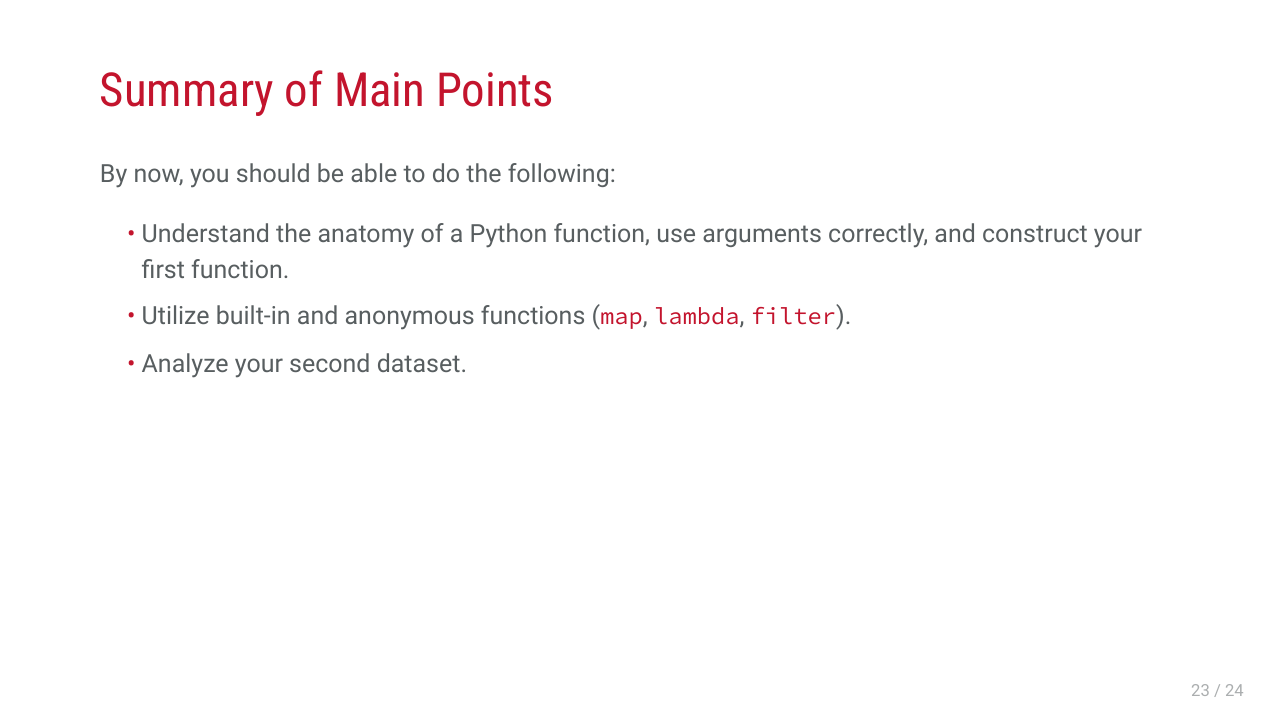 Summary of Main Points
By now, you should be able to do the following:
• Understand the anatomy of a Python function, use arguments correctly, and construct your
first function.
• Utilize built-in and anonymous functions (map, lambda, filter).
• Analyze your second dataset.
23 / 24